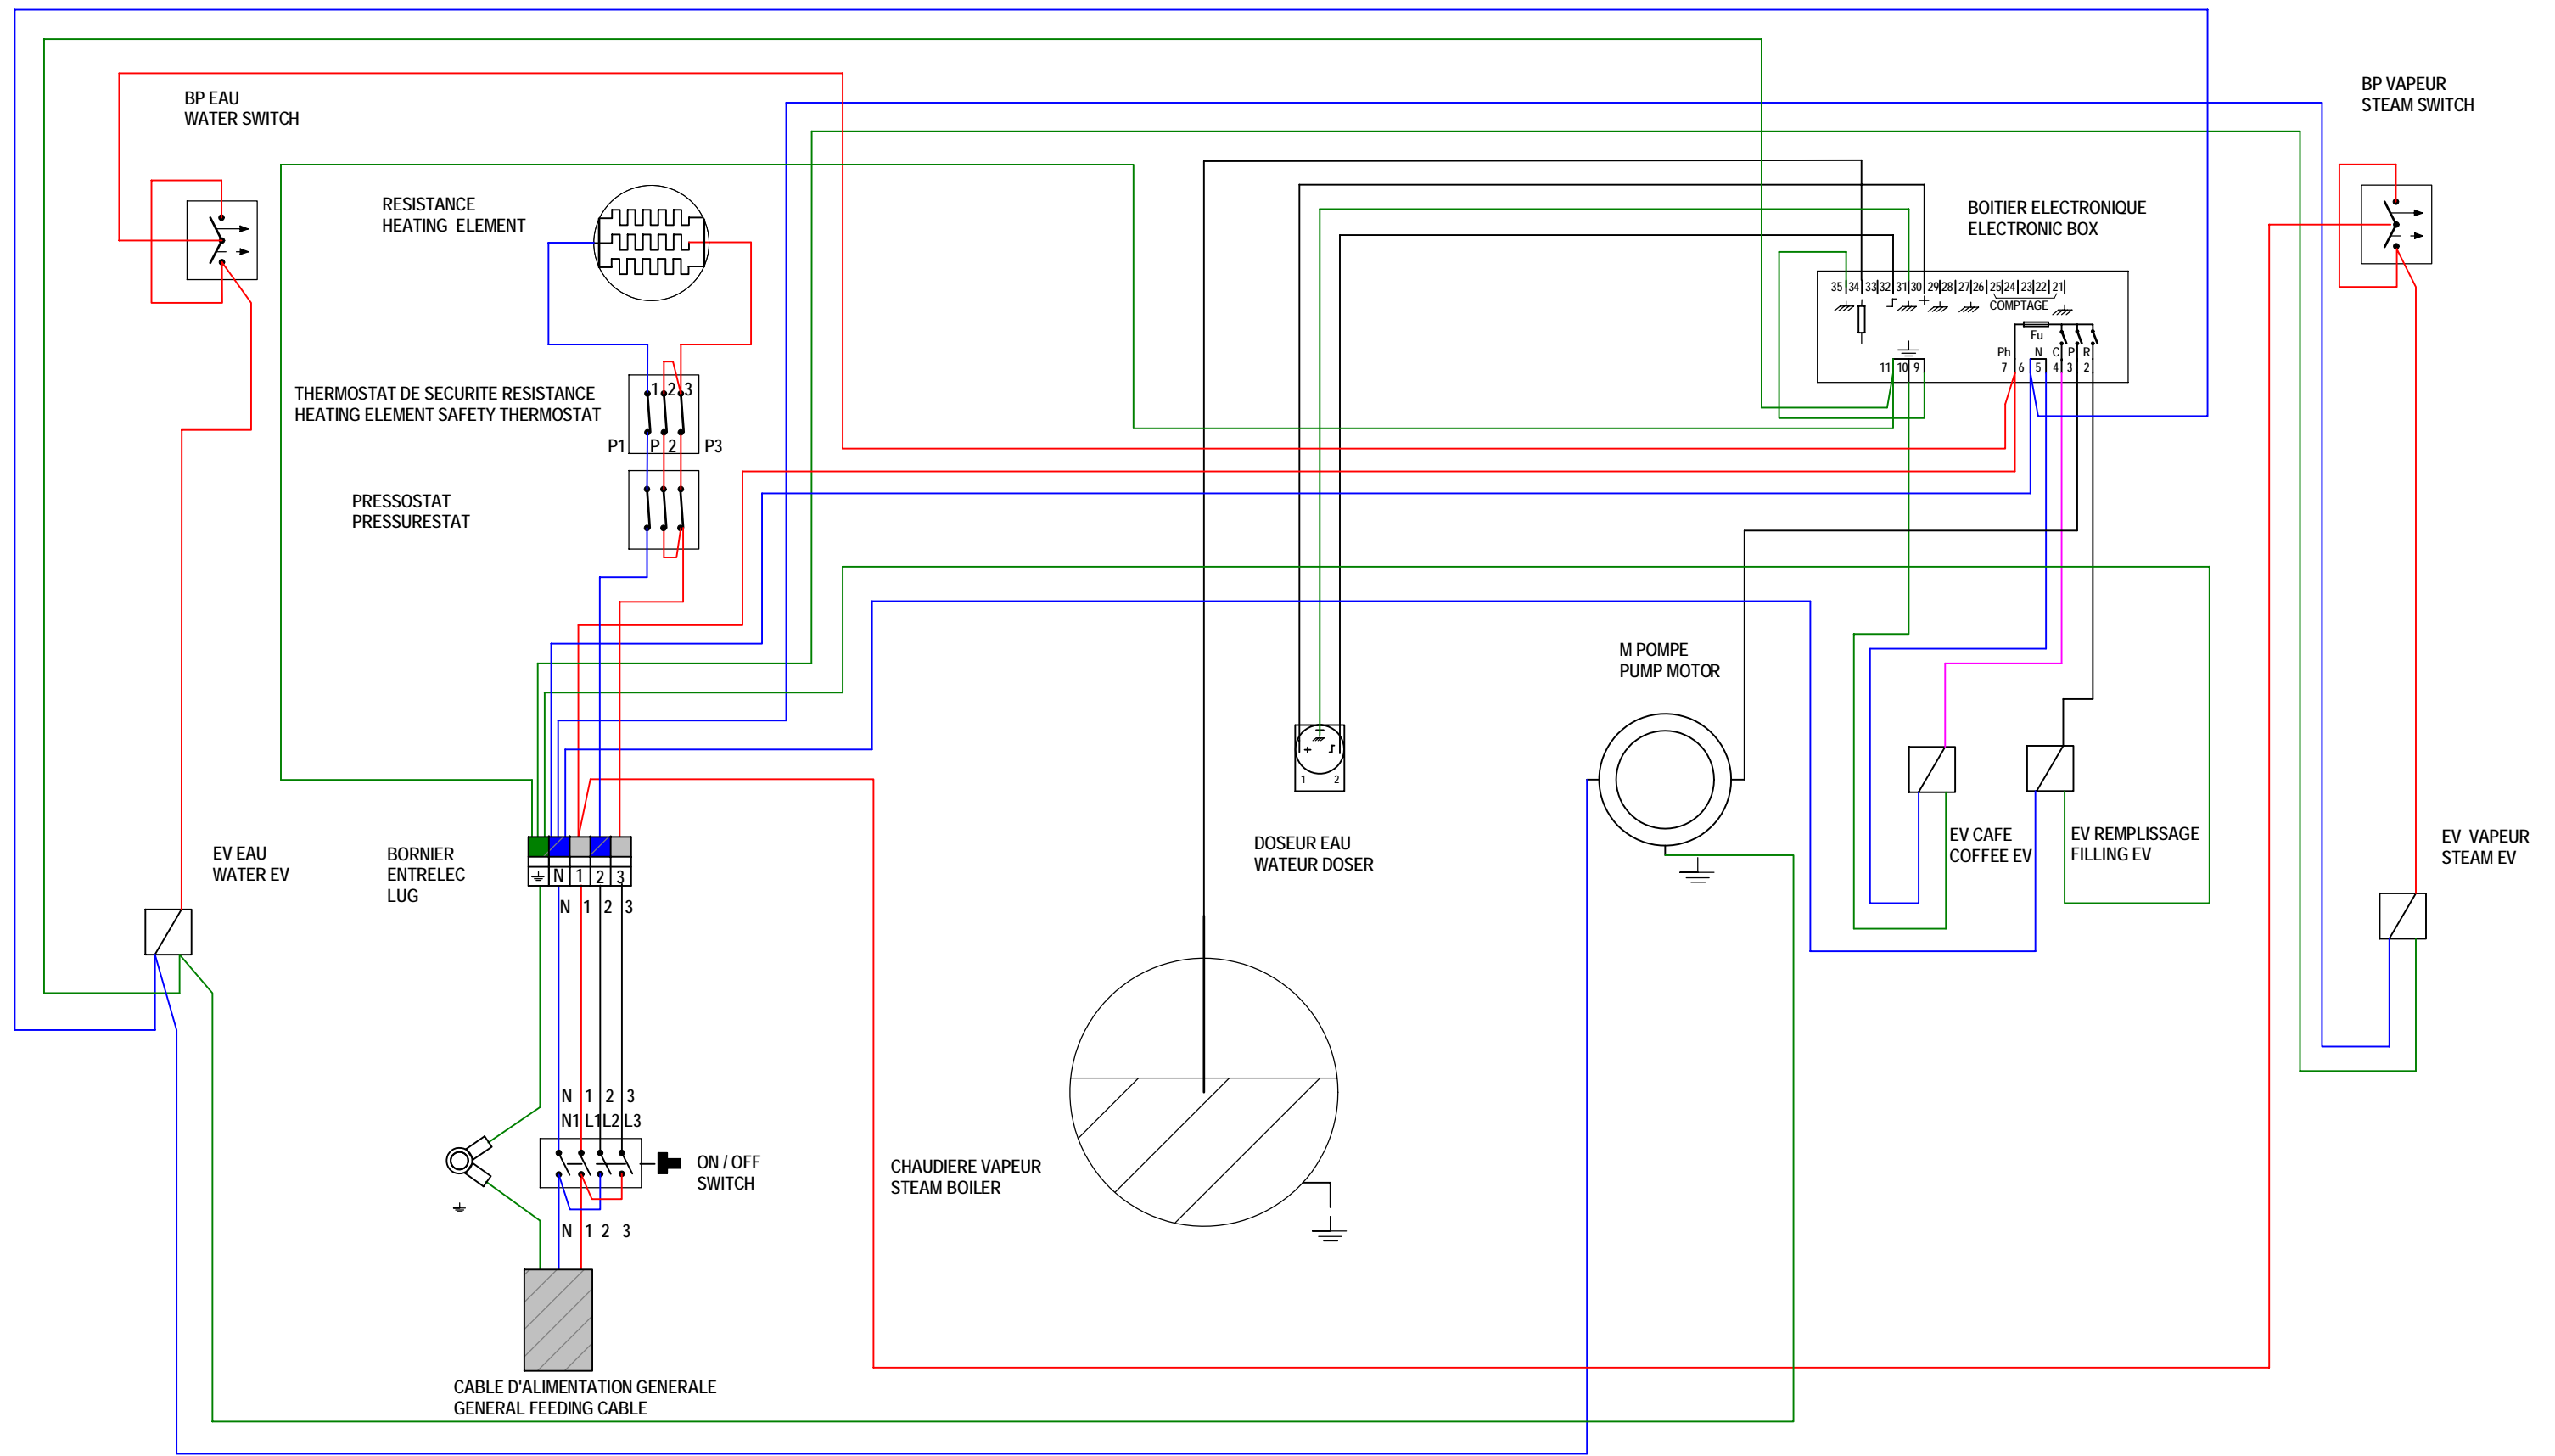 BP EAU
WATER SWITCH
BP VAPEUR
STEAM SWITCH
RESISTANCE
HEATING ELEMENT
BOITIER ELECTRONIQUE
ELECTRONIC BOX
35 34 33 32 31 30 29 28 27 26 25 24 23 22 21
+ COMPTAGE
Fu
Ph N C P R
11 10 9 7 6 5 4 3 2
THERMOSTAT DE SECURITE RESISTANCE
HEATING ELEMENT SAFETY THERMOSTAT
1 2 3
P1 P 2 P3
PRESSOSTAT
PRESSURESTAT
M POMPE
PUMP MOTOR
+ -
1 2
DOSEUR EAU
WATEUR DOSER
EV CAFE
COFFEE EV
EV REMPLISSAGE
FILLING EV
EV VAPEUR
STEAM EV
EV EAU
WATER EV
BORNIER
ENTRELEC
LUG
N 1 2 3
N 1 2 3
N 1 2 3
N1 L1 L2 L3
ON / OFF
SWITCH
N 1 2 3
CHAUDIERE VAPEUR
STEAM BOILER
CABLE D'ALIMENTATION GENERALE
GENERAL FEEDING CABLE